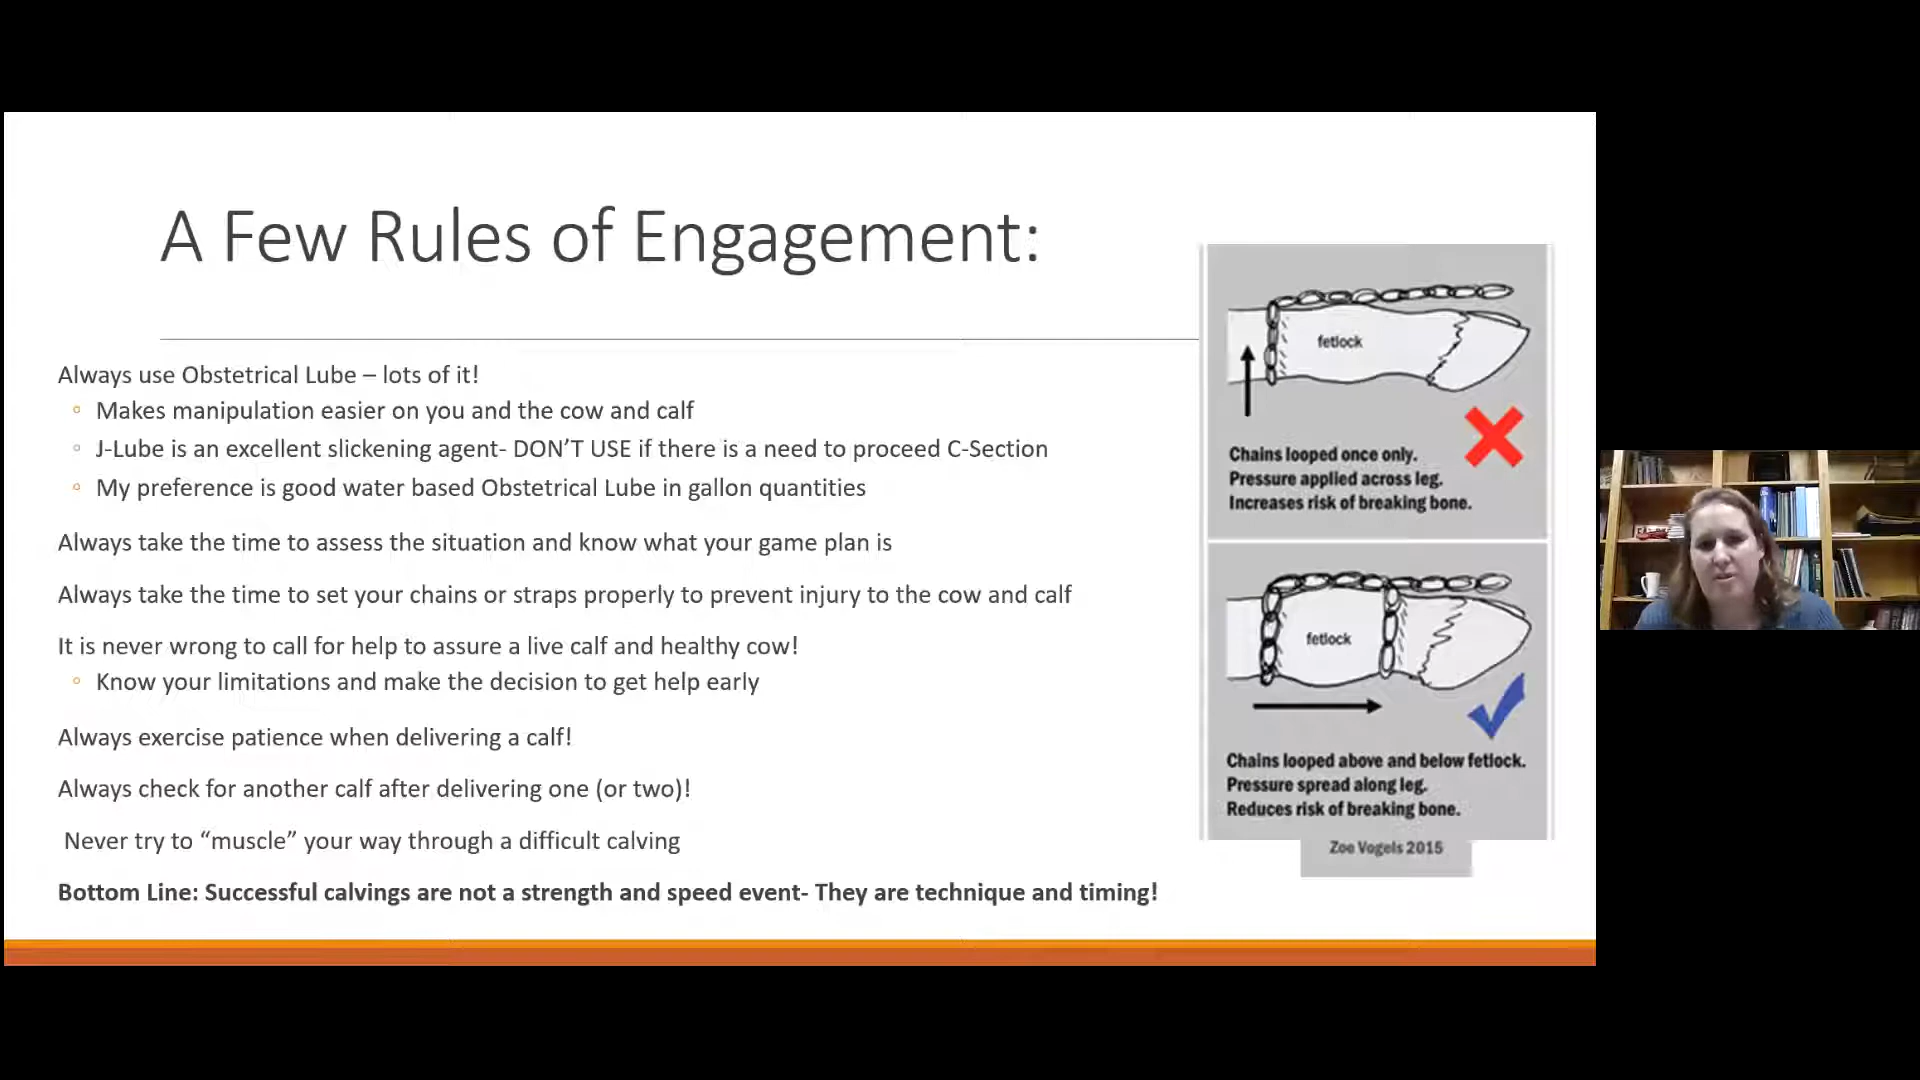 A Few Rules of Engagement:
Always use Obstetrical Lube – lots of it!
Makes manipulation easier on you and the cow and calf
J-Lube is an excellent slickening agent- DON’T USE if there is a need to proceed C-Section
My preference is good water based Obstetrical Lube in gallon quantities
Always take the time to assess the situation and know what your game plan is
Always take the time to set your chains or straps properly to prevent injury to the cow and calf
It is never wrong to call for help to assure a live calf and healthy cow!
Know your limitations and make the decision to get help early
Always exercise patience when delivering a calf!
Always check for another calf after delivering one (or two)!
Never try to “muscle” your way through a difficult calving
Bottom Line: Successful calvings are not a strength and speed event- They are technique and timing!
fetlock
Chains looped once only.
Pressure applied across leg.
Increases risk of breaking bone.
fetlock
Chains looped above and below fetlock.
Pressure spread along leg.
Reduces risk of breaking bone.
Zoe Vogels 2015